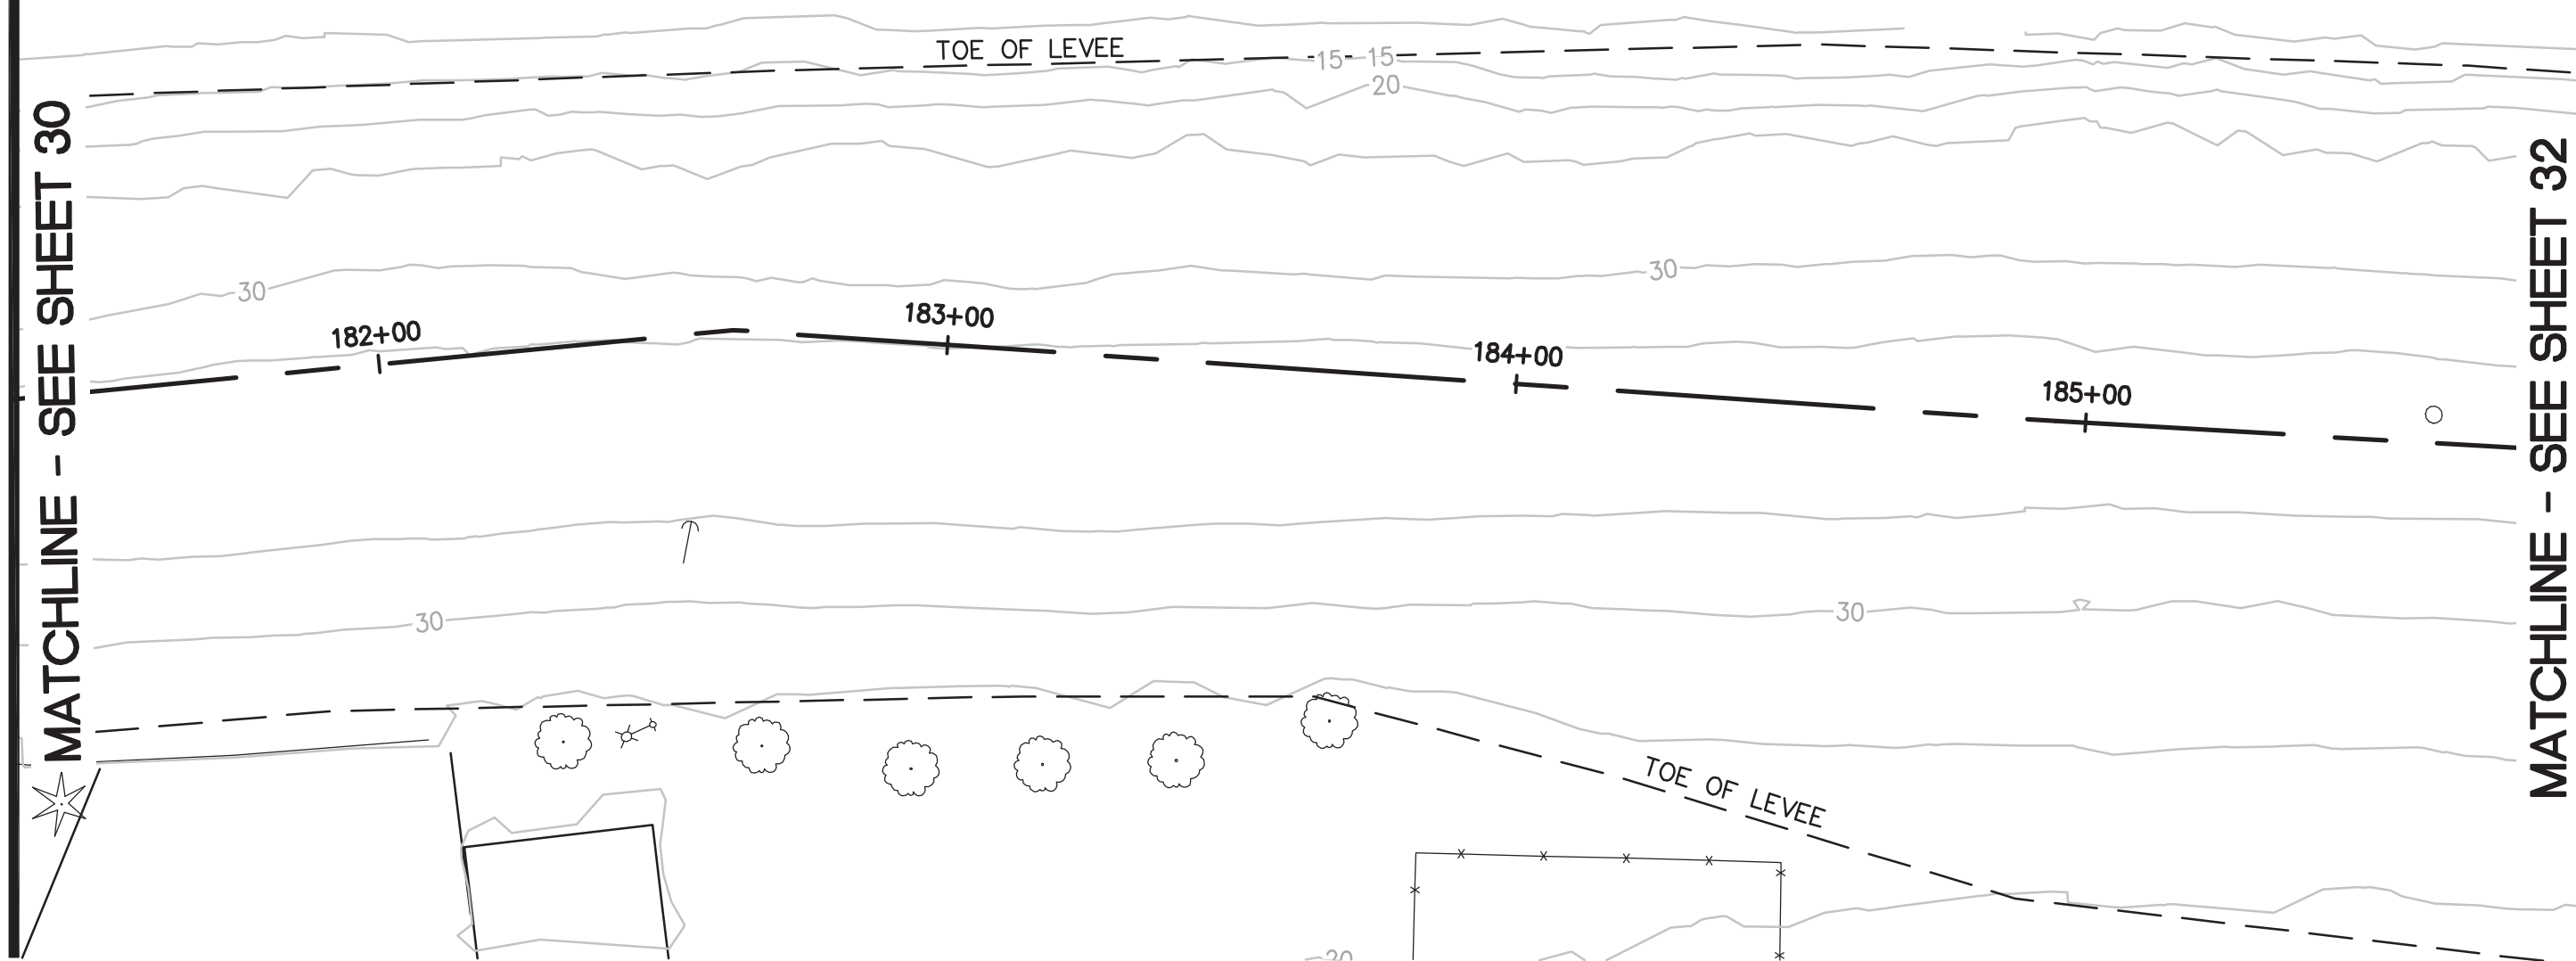 TOE OF LEVEE
15
15
20
MATCHLINE - SEE SHEET 30
MATCHLINE - SEE SHEET 32
30
30
182+00
183+00
184+00
185+00
30
30
TOE OF LEVEE